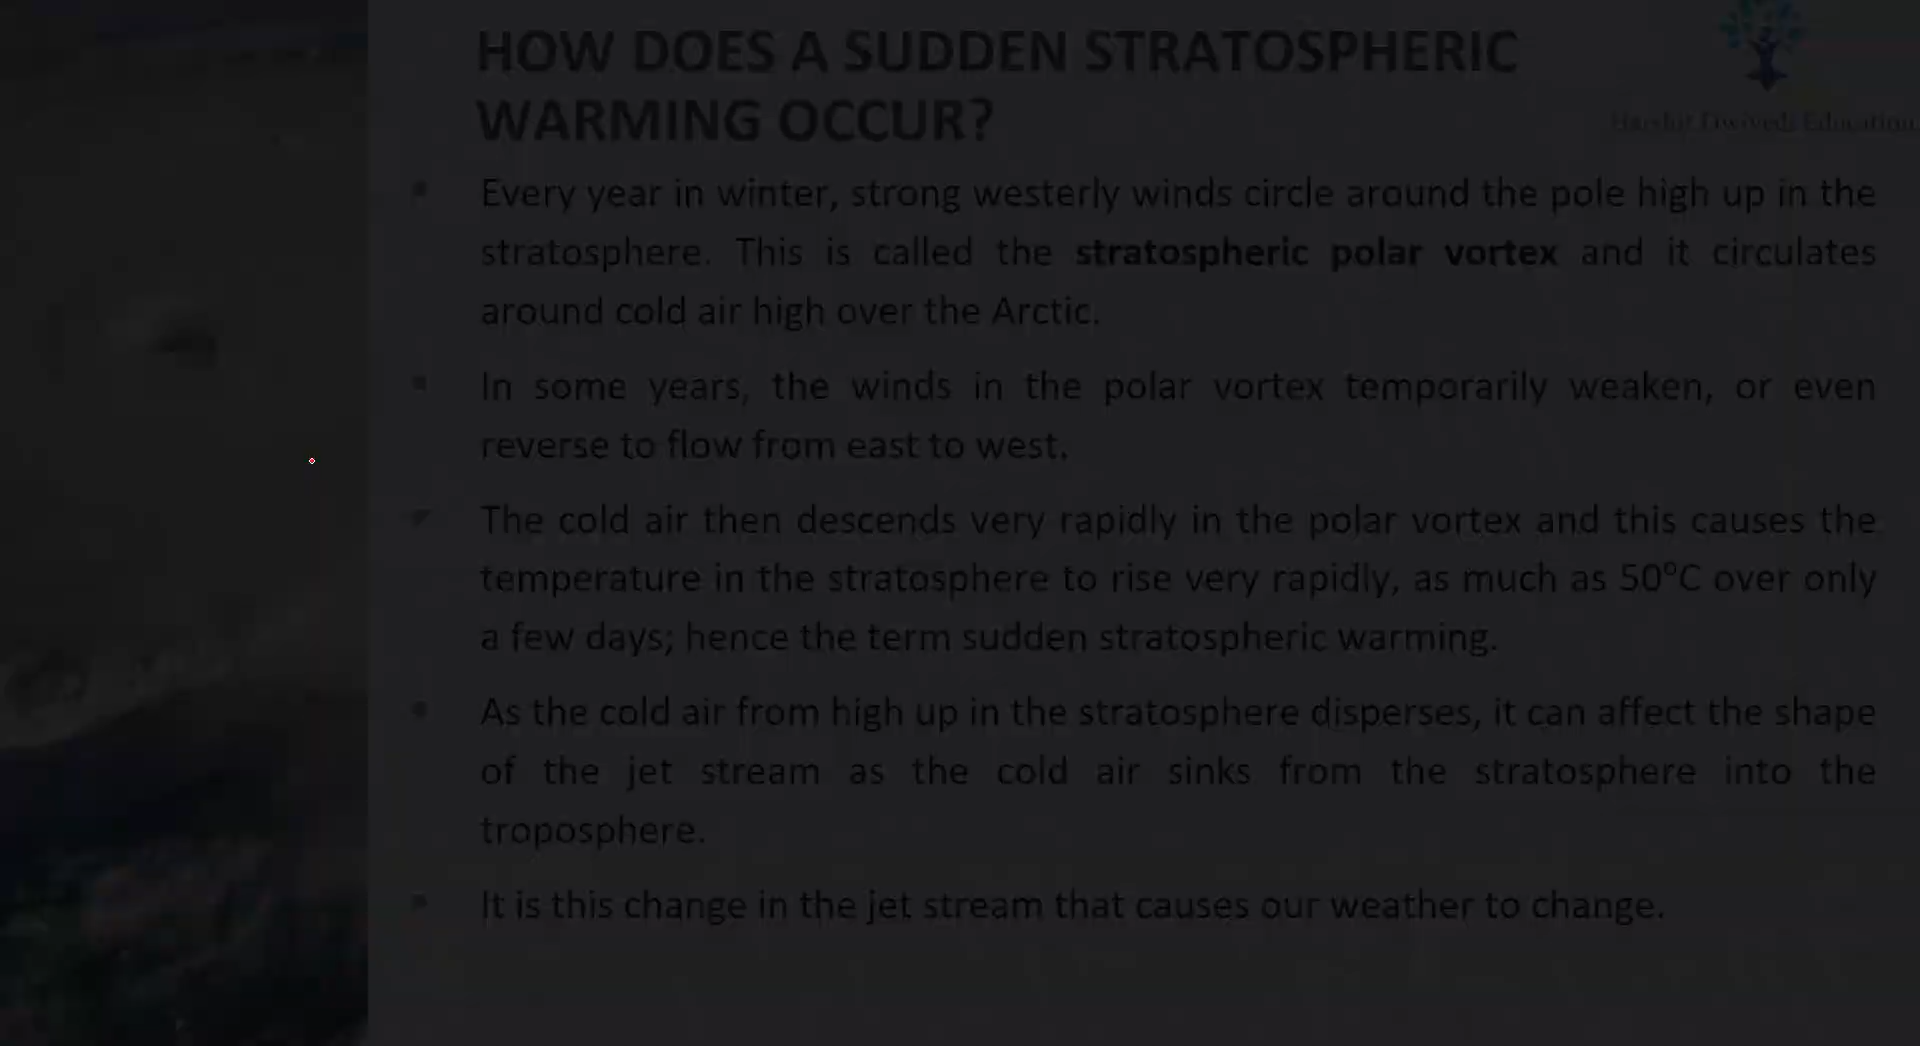 HOW DOES A SUDDEN STRATOSPHERIC
WARMING OCCUR?
Harshit Dwivedi Education
Every year in winter, strong westerly winds circle around the pole high up in the
stratosphere. This is called the stratospheric polar vortex and it circulates
around cold air high over the Arctic.
In some years, the winds in the polar vortex temporarily weaken, or even
reverse to flow from east to west.
The cold air then descends very rapidly in the polar vortex and this causes the
temperature in the stratosphere to rise very rapidly, as much as 50°C over only
a few days; hence the term sudden stratospheric warming.
As the cold air from high up in the stratosphere disperses, it can affect the shape
of the jet stream as the cold air sinks from the stratosphere into the
troposphere.
It is this change in the jet stream that causes our weather to change.